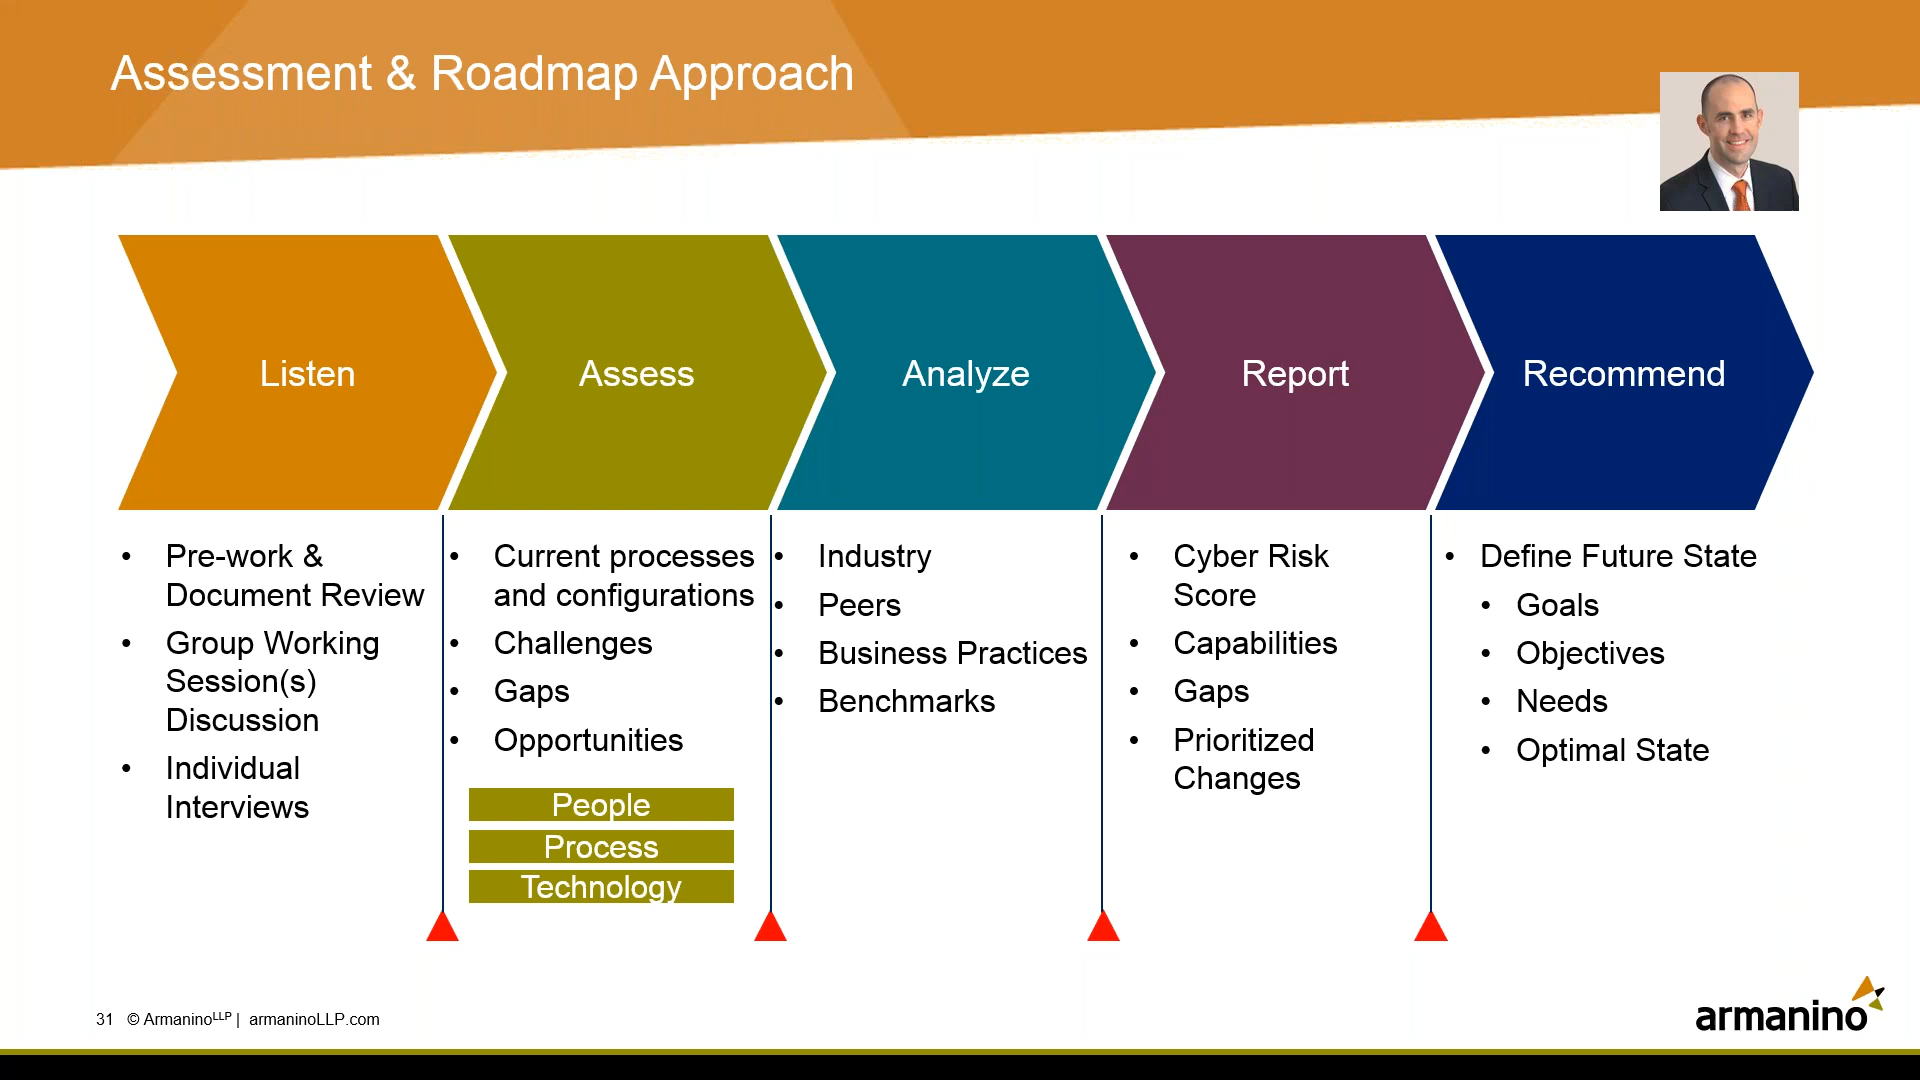 Assessment & Roadmap Approach
Listen
Assess
Analyze
Report
Recommend
• Pre-work &
Document Review
• Group Working
Session(s)
Discussion
• Individual
Interviews
• Current processes
and configurations
• Challenges
• Gaps
• Opportunities
People
Process
Technology
• Industry
• Peers
• Business Practices
• Benchmarks
• Cyber Risk
Score
• Capabilities
• Gaps
• Prioritized
Changes
• Define Future State
• Goals
• Objectives
• Needs
• Optimal State
31 © ArmaninoLLP | armaninoLLP.com
armanino